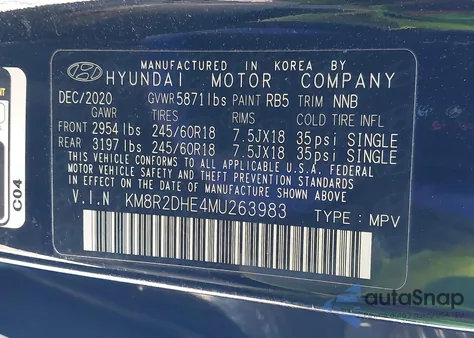 MANUFACTURED IN KOREA BY
HYUNDAI MOTOR COMPANY
DEC/2020 GVWR 5871lbs PAINT RB5 TRIM NNB
GAWR TIRES RIMS COLD TIRE INFL
FRONT 2954 lbs 245/60R18 7.5JX18 35psi SINGLE
REAR 3197 lbs 245/60R18 7.5JX18 35psi SINGLE
THIS VEHICLE CONFORMS TO ALL APPLICABLE U.S.A. FEDERAL
MOTOR VEHICLE SAFETY AND THEFT PREVENTION STANDARDS
IN EFFECT ON THE DATE OF MANUFACTURE SHOWN ABOVE.
V.I.N KM8R2DHE4MU263983 TYPE : MPV
C04
autoSnap